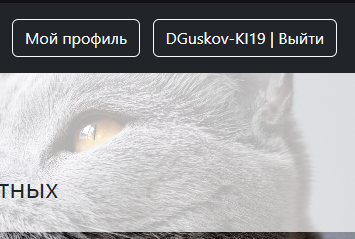 Мой профиль
DGuskov-KI19 | Выйти
тных